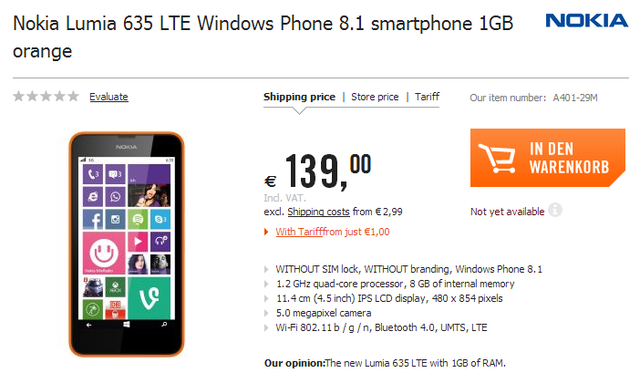 Nokia Lumia 635 LTE Windows Phone 8.1 smartphone 1GB
orange
NOKIA
Evaluate
Shipping price | Store price | Tariff
Our item number: A401-29M
€ 139,00
Incl. VAT.
excl. Shipping costs from € 2,99
With Tarifffrom just €1,00
IN DEN
WARENKORB
Not yet available
WITHOUT SIM lock, WITHOUT branding, Windows Phone 8.1
1.2 GHz quad-core processor, 8 GB of internal memory
11.4 cm (4.5 inch) IPS LCD display, 480 x 854 pixels
5.0 megapixel camera
Wi-Fi 802.11 b / g / n, Bluetooth 4.0, UMTS, LTE
Our opinion:The new Lumia 635 LTE with 1GB of RAM.
NOKIA